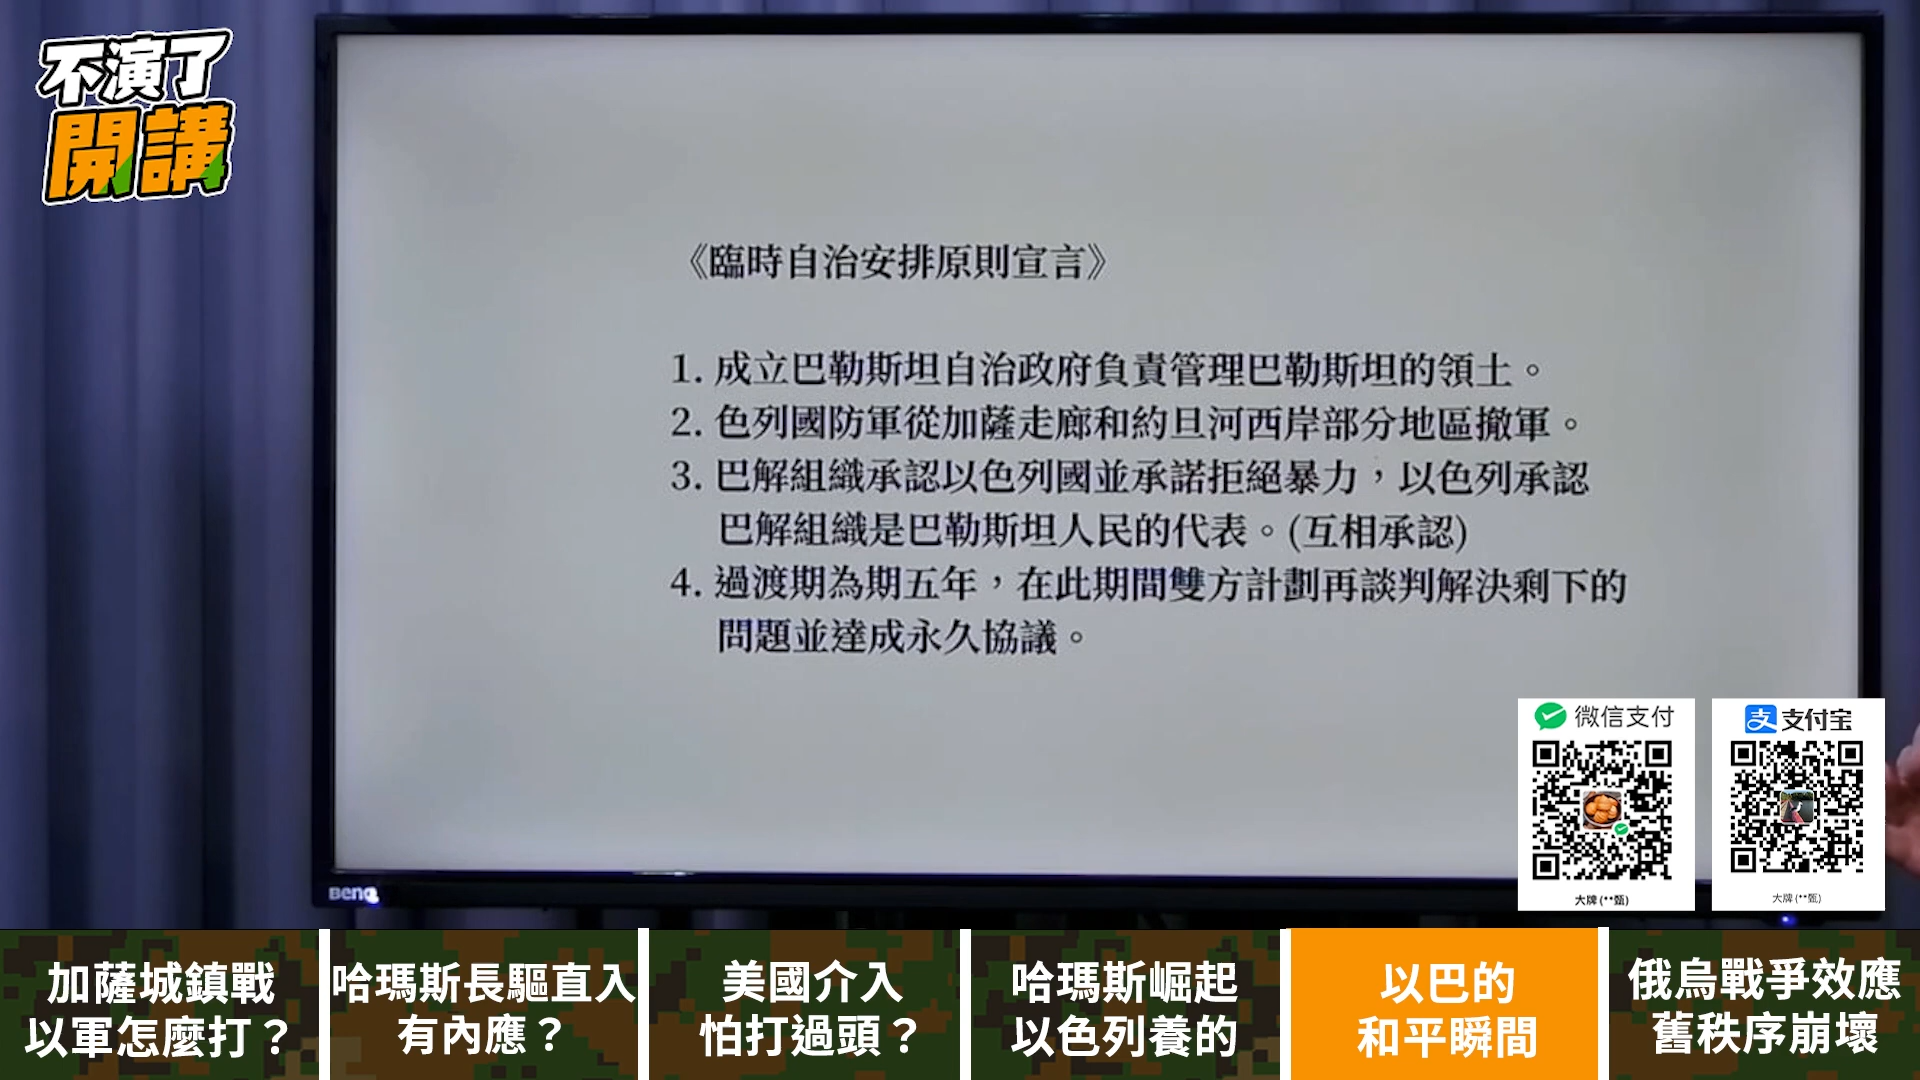 不演了
開講
《臨時自治安排原則宣言》
1. 成立巴勒斯坦自治政府負責管理巴勒斯坦的領土。
2. 色列國防軍從加薩走廊和約旦河西岸部分地區撤軍。
3. 巴解組織承認以色列國並承諾拒絕暴力，以色列承認
巴解組織是巴勒斯坦人民的代表。(互相承認)
4. 過渡期為期五年，在此期間雙方計劃再談判解決剩下的
問題並達成永久協議。
BenQ
微信支付
大牌 (**甄)
支 支付宝
大牌 (**甄)
加薩城鎮戰
以軍怎麼打？
哈瑪斯長驅直入
有內應？
美國介入
怕打過頭？
哈瑪斯崛起
以色列養的
以巴的
和平瞬間
俄烏戰爭效應
舊秩序崩壞